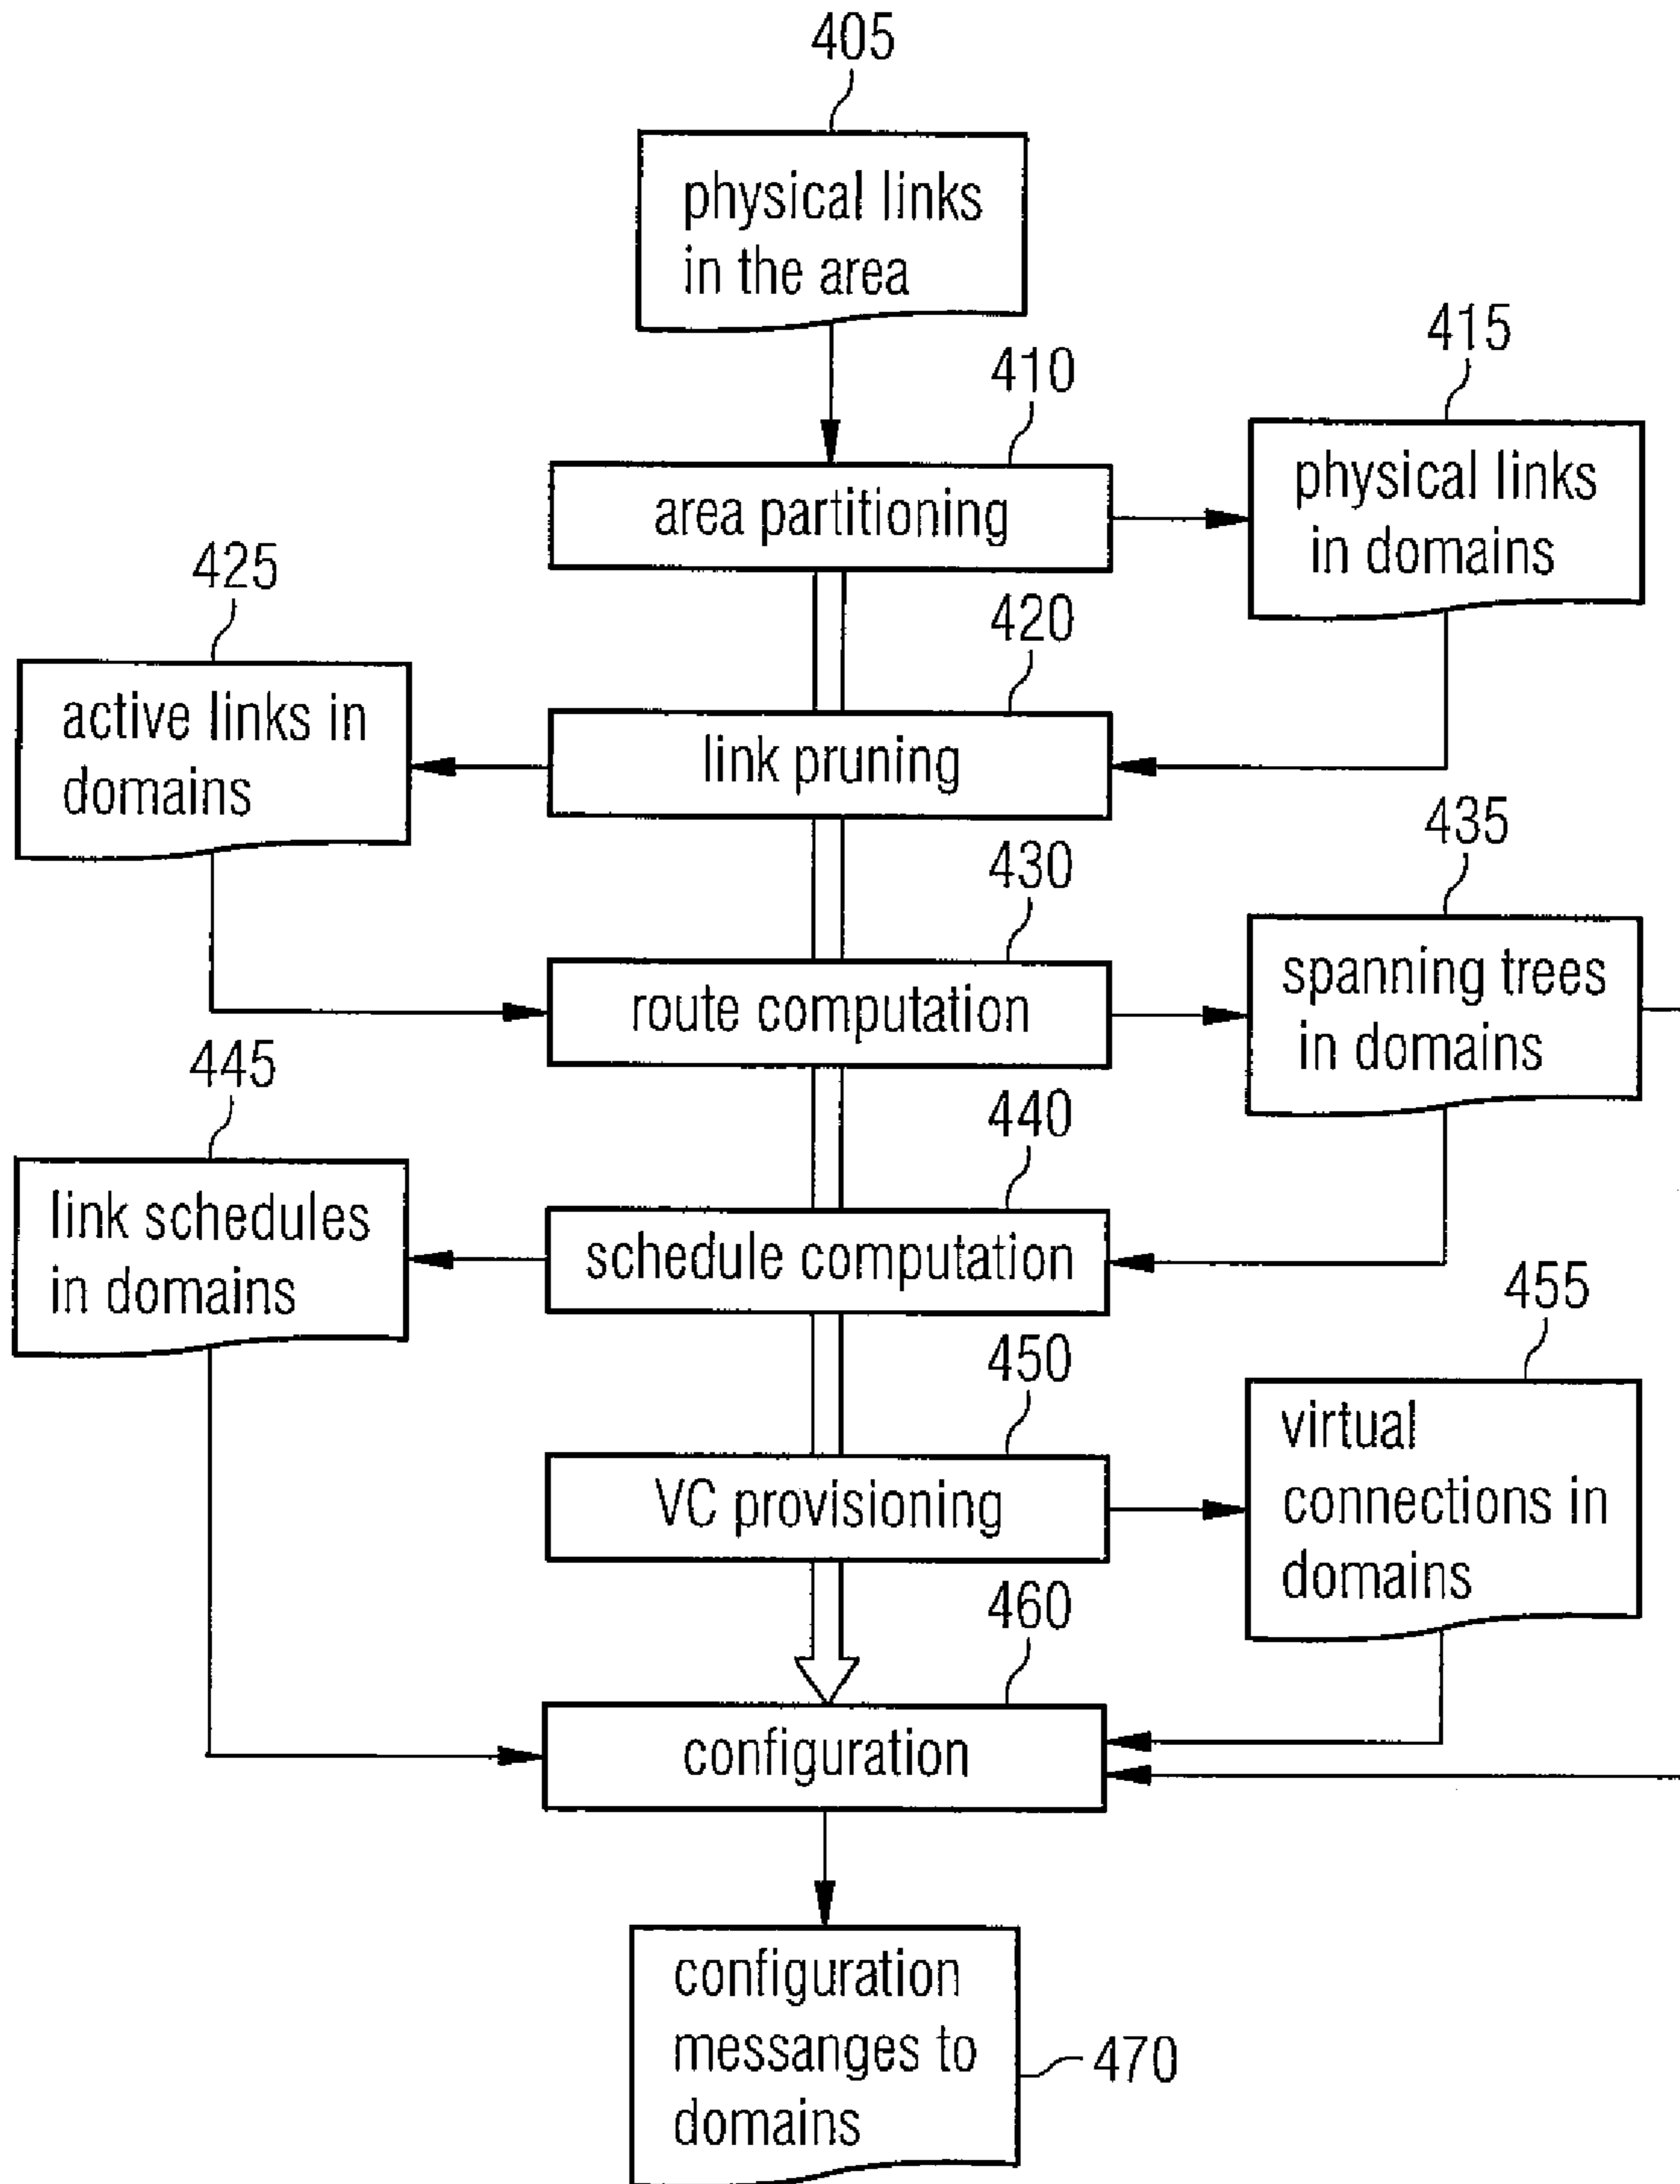 405
physical links
in the area
410
415
area partitioning
physical links
in domains
425
420
active links in
domains
link pruning
430
435
route computation
spanning trees
in domains
445
440
link schedules
in domains
schedule computation
455
450
VC provisioning
virtual
connections in
domains
460
configuration
configuration
messanges to
domains
470